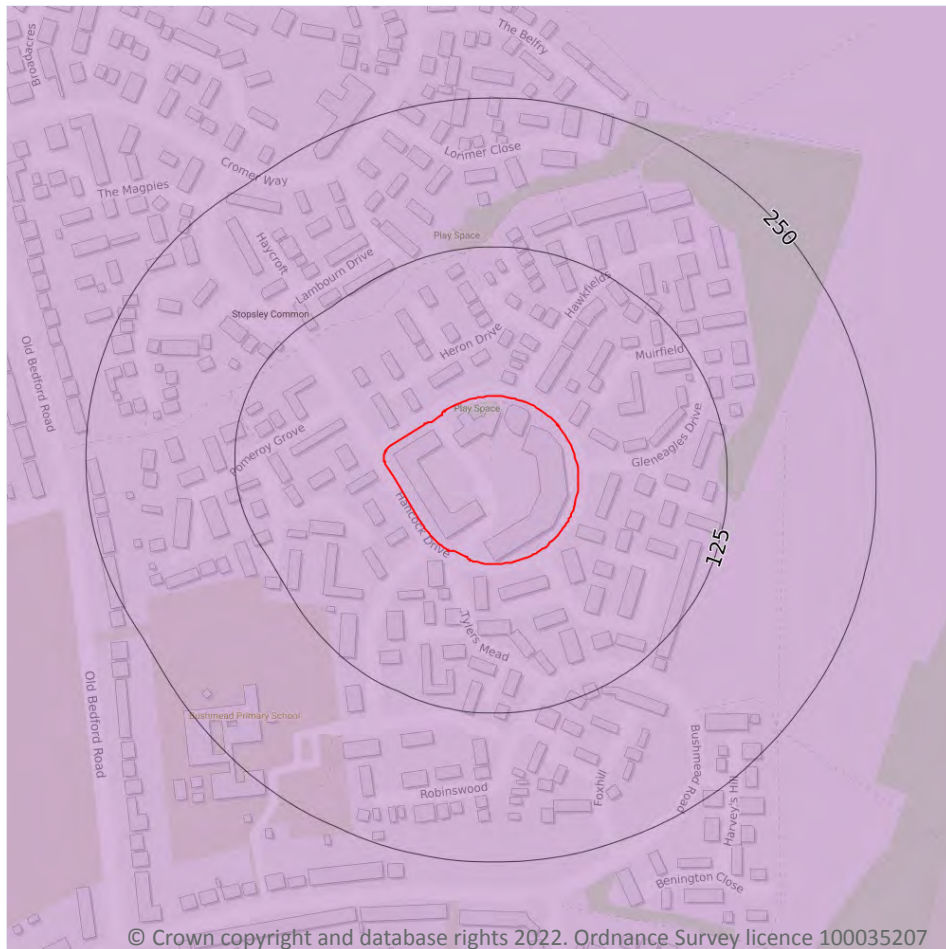 The Belfry
Broadacres
Lorimer Close
Cromer Way
The Magpies
250
Play Space
Haycroft
Lambourn Drive
Hawkfields
Stopsley Common
Heron Drive
Old Bedford Road
Muirfield
Play Space
Pomeroy Grove
Gleneagles Drive
Hancock Drive
125
Tylers Mead
Old Bedford Road
Bushmead Primary School
Bushmead Road
Robinswood
Foxhill
Harvey's Hill
Benington Close
© Crown copyright and database rights 2022. Ordnance Survey licence 100035207